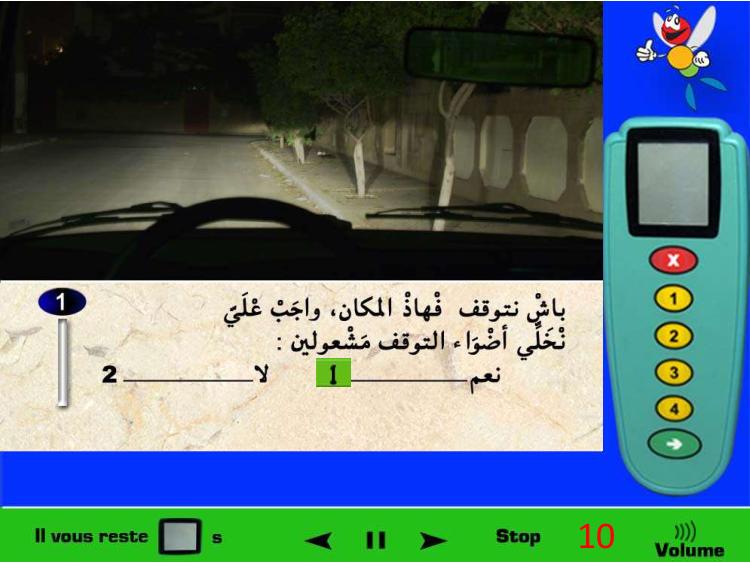 1
باشْ نتوقف فْهاذْ المكان، واجَبْ عْلَيّ
نْخَلِّي أضْوَاء التوقف مَشْعولين :
نعم 1 لا 2
X
1
2
3
4
Il vous reste s Stop 10 Volume